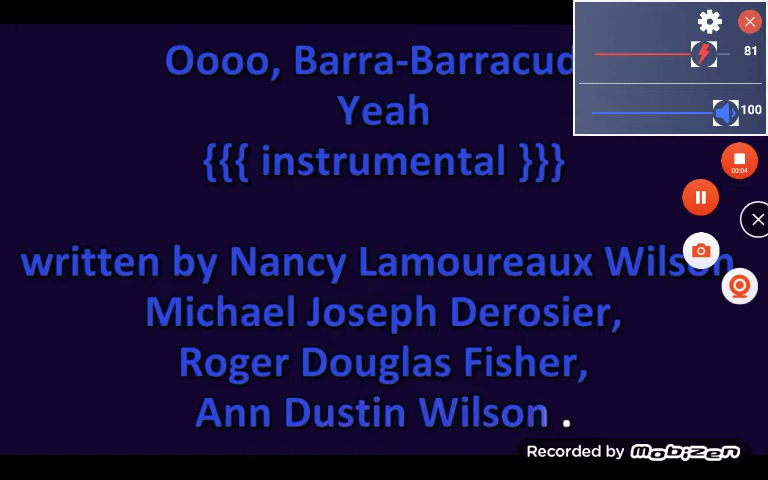 Oooo, Barra-Barracud
81
Yeah
100
{{{ instrumental }}}
00:04
written by Nancy Lamoureaux Wilson,
Michael Joseph Derosier,
Roger Douglas Fisher,
Ann Dustin Wilson .
Recorded by mobizen